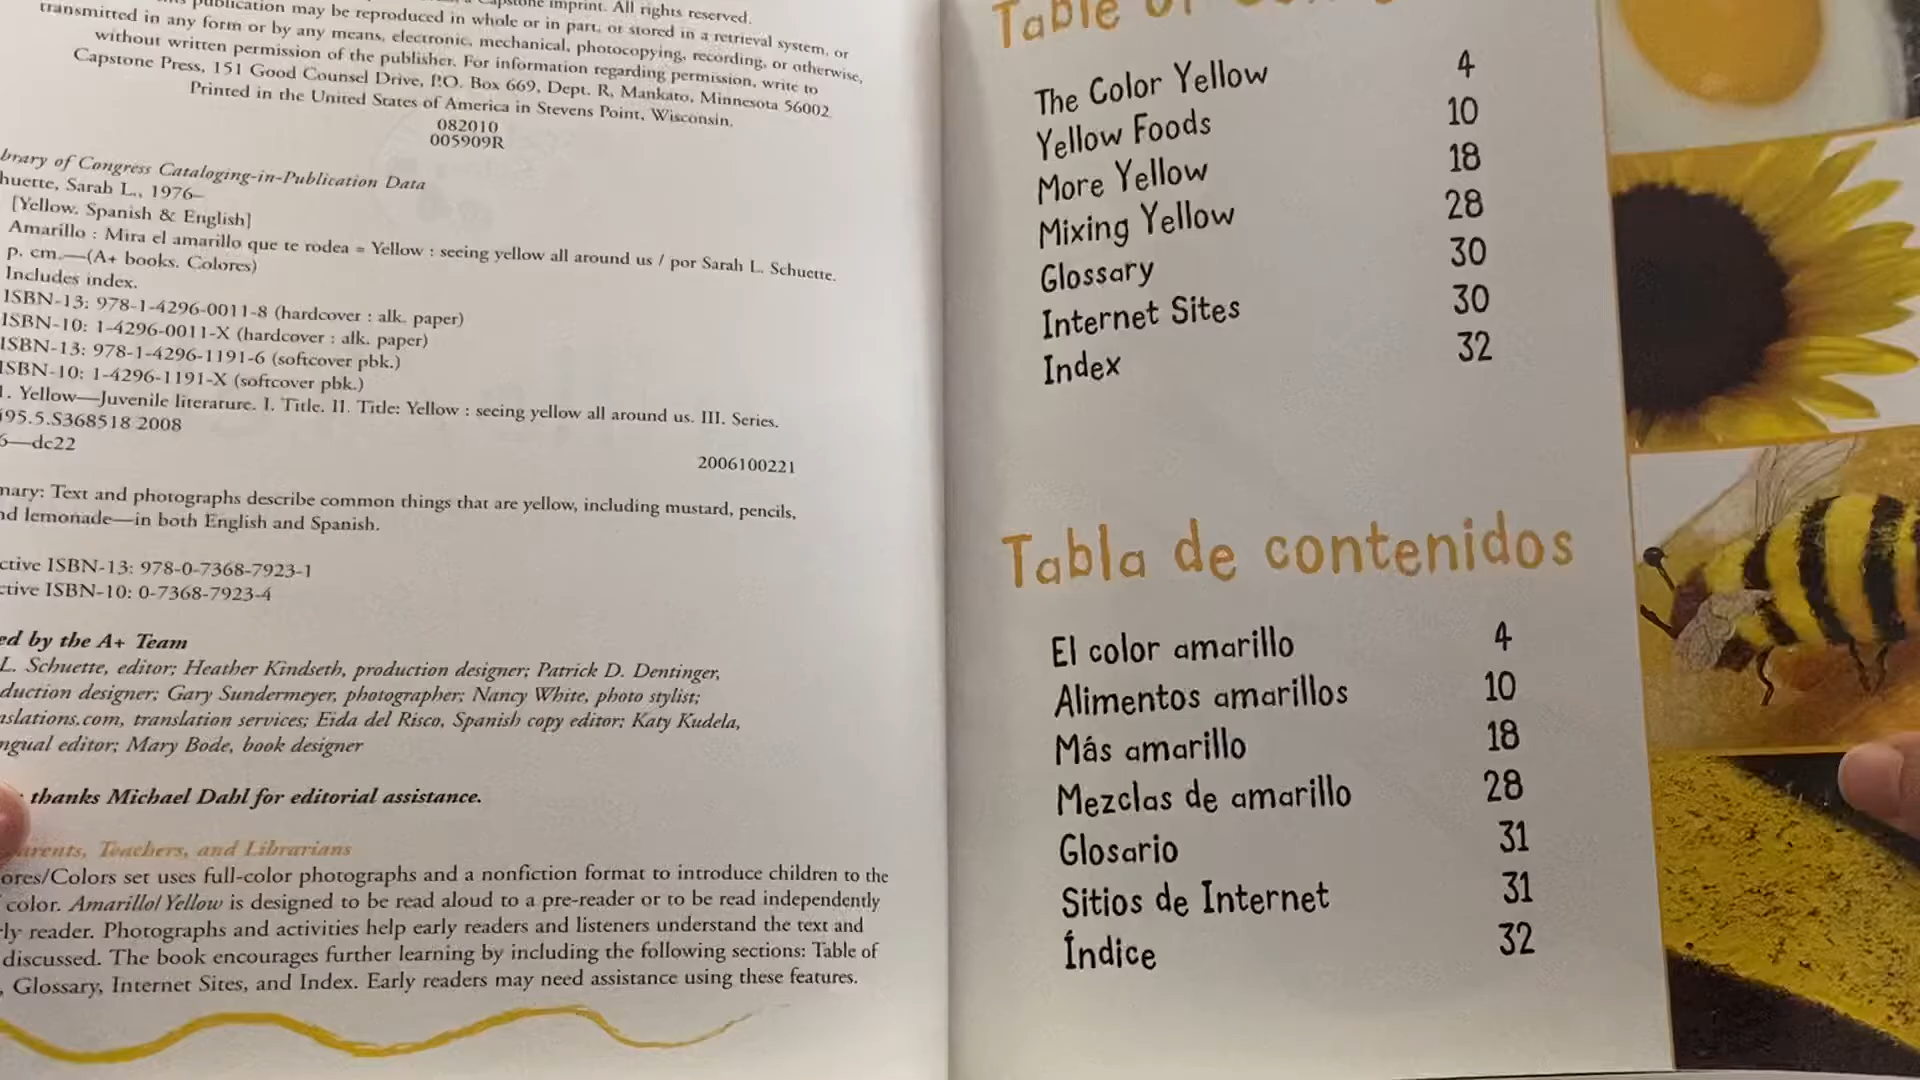 publication may be reproduced in whole or in part, or stored in a retrieval system, or
transmitted in any form or by any means, electronic, mechanical, photocopying, recording, or otherwise,
without written permission of the publisher. For information regarding permission, write to
Capstone Press, 151 Good Counsel Drive, P.O. Box 669, Dept. R, Mankato, Minnesota 56002.
Printed in the United States of America in Stevens Point, Wisconsin.
082010
005909R
of Congress Cataloging-in-Publication Data
Sarah L., 1976–
[Yellow. Spanish & English]
Amarillo : Mira el amarillo que te rodea = Yellow : seeing yellow all around us / por Sarah L. Schuette.
p. cm.—(A+ books. Colores)
Includes index.
ISBN-13: 978-1-4296-0011-8 (hardcover : alk. paper)
ISBN-10: 1-4296-0011-X (hardcover : alk. paper)
ISBN-13: 978-1-4296-1191-6 (softcover pbk.)
ISBN-10: 1-4296-1191-X (softcover pbk.)
1. Yellow—Juvenile literature. I. Title. II. Title: Yellow : seeing yellow all around us. III. Series.
95.5.S368518 2008
6—dc22
2006100221
Text and photographs describe common things that are yellow, including mustard, pencils,
lemonade—in both English and Spanish.
ISBN-13: 978-0-7368-7923-1
ISBN-10: 0-7368-7923-4
by the A+ Team
L. Schuette, editor; Heather Kindseth, production designer; Patrick D. Dentinger,
designer; Gary Sundermeyer, photographer; Nancy White, photo stylist;
translation services; Eida del Risco, Spanish copy editor; Katy Kudela,
editor; Mary Bode, book designer
thanks Michael Dahl for editorial assistance.
Teachers, and Librarians
ores/Colors set uses full-color photographs and a nonfiction format to introduce children to the
color. Amarillo/Yellow is designed to be read aloud to a pre-reader or to be read independently
reader. Photographs and activities help early readers and listeners understand the text and
discussed. The book encourages further learning by including the following sections: Table of
, Glossary, Internet Sites, and Index. Early readers may need assistance using these features.
Table of
The Color Yellow 4
Yellow Foods 10
More Yellow 18
Mixing Yellow 28
Glossary 30
Internet Sites 30
Index 32
Tabla de contenidos
El color amarillo 4
Alimentos amarillos 10
Más amarillo 18
Mezclas de amarillo 28
Glosario 31
Sitios de Internet 31
Índice 32